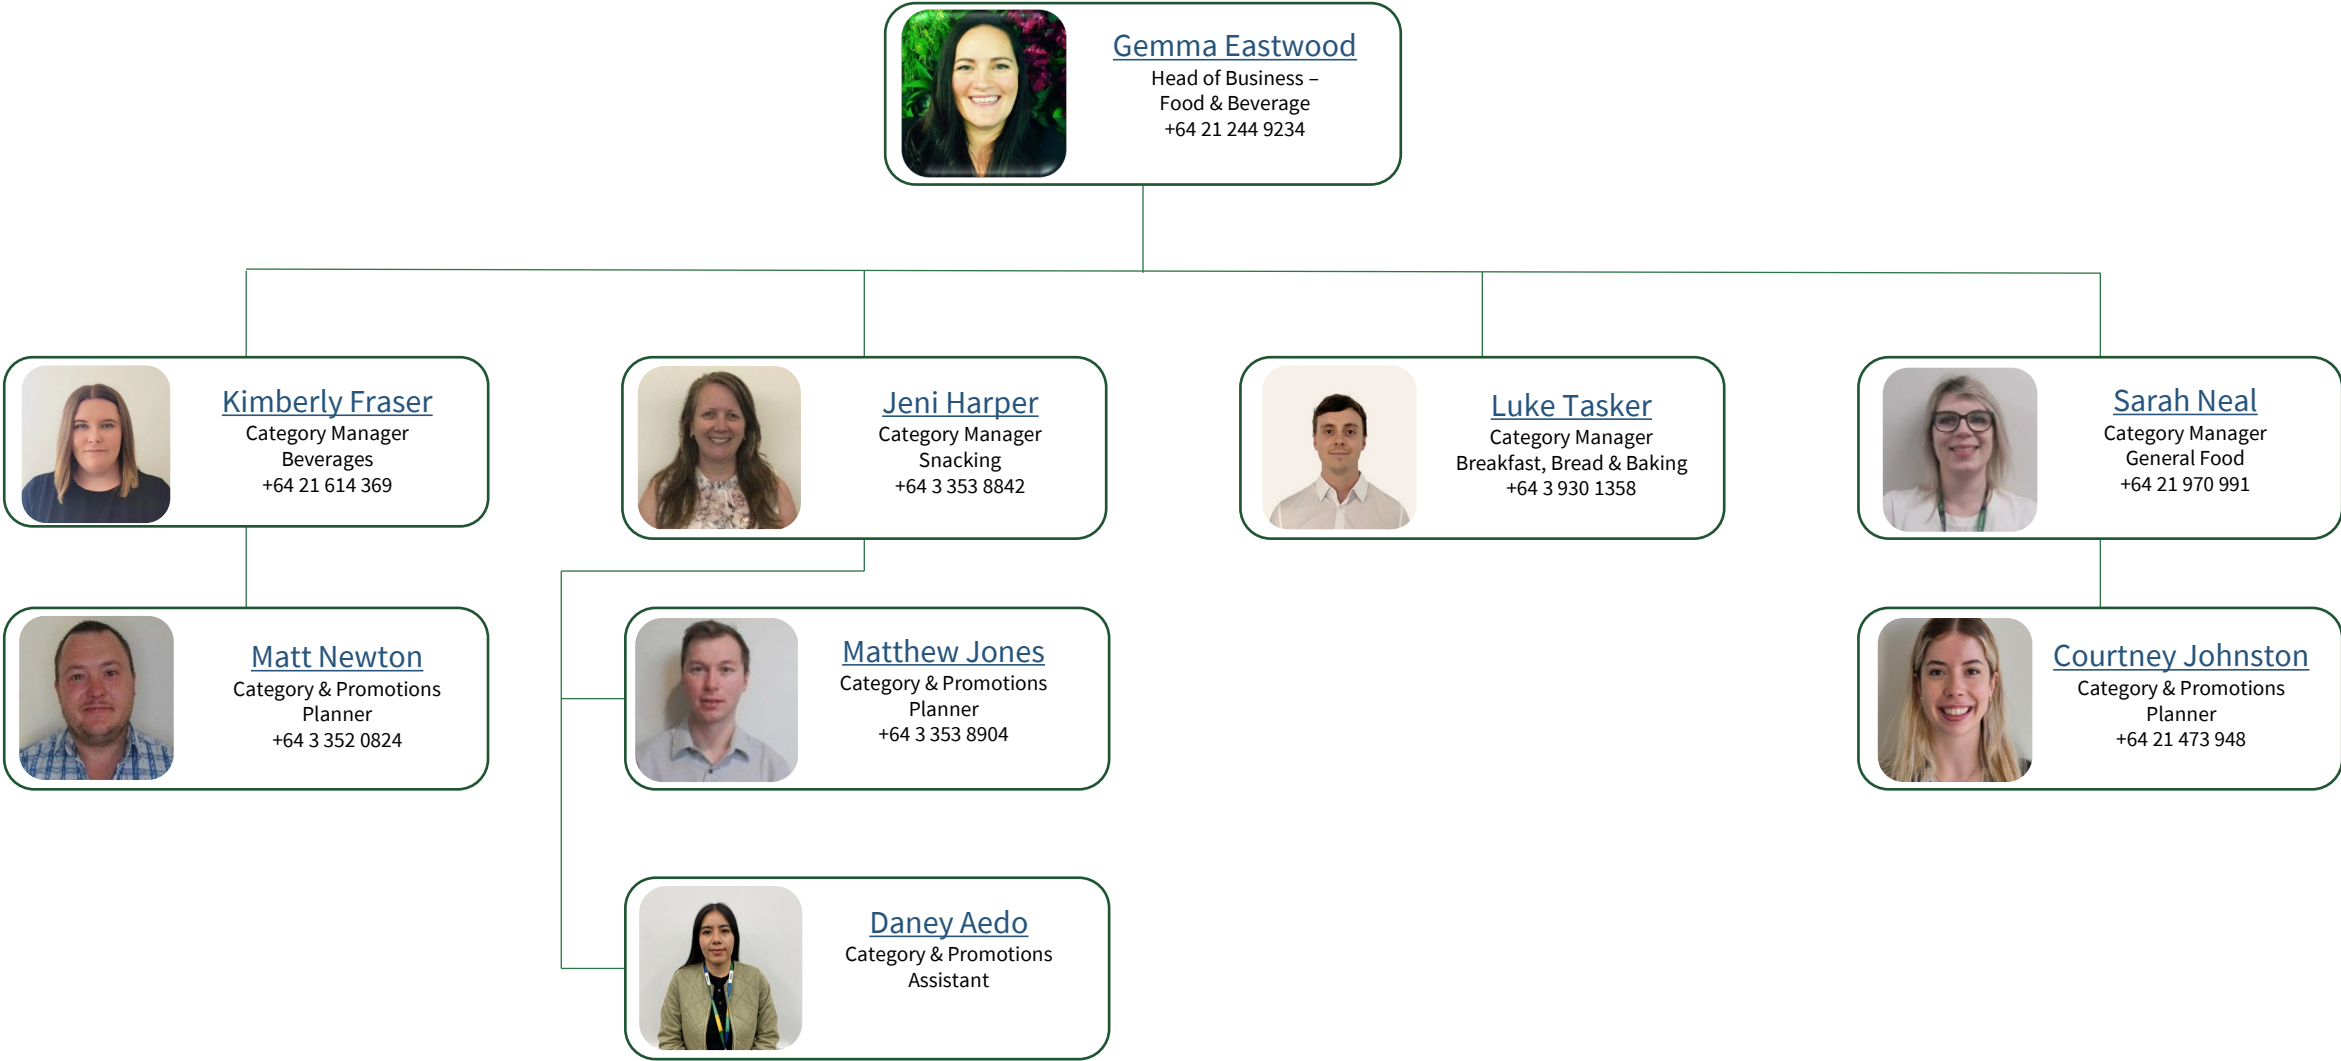 Gemma Eastwood
Head of Business –
Food & Beverage
+64 21 244 9234
Kimberly Fraser
Category Manager
Beverages
+64 21 614 369
Jeni Harper
Category Manager
Snacking
+64 3 353 8842
Luke Tasker
Category Manager
Breakfast, Bread & Baking
+64 3 930 1358
Sarah Neal
Category Manager
General Food
+64 21 970 991
Matt Newton
Category & Promotions
Planner
+64 3 352 0824
Matthew Jones
Category & Promotions
Planner
+64 3 353 8904
Courtney Johnston
Category & Promotions
Planner
+64 21 473 948
Daney Aedo
Category & Promotions
Assistant